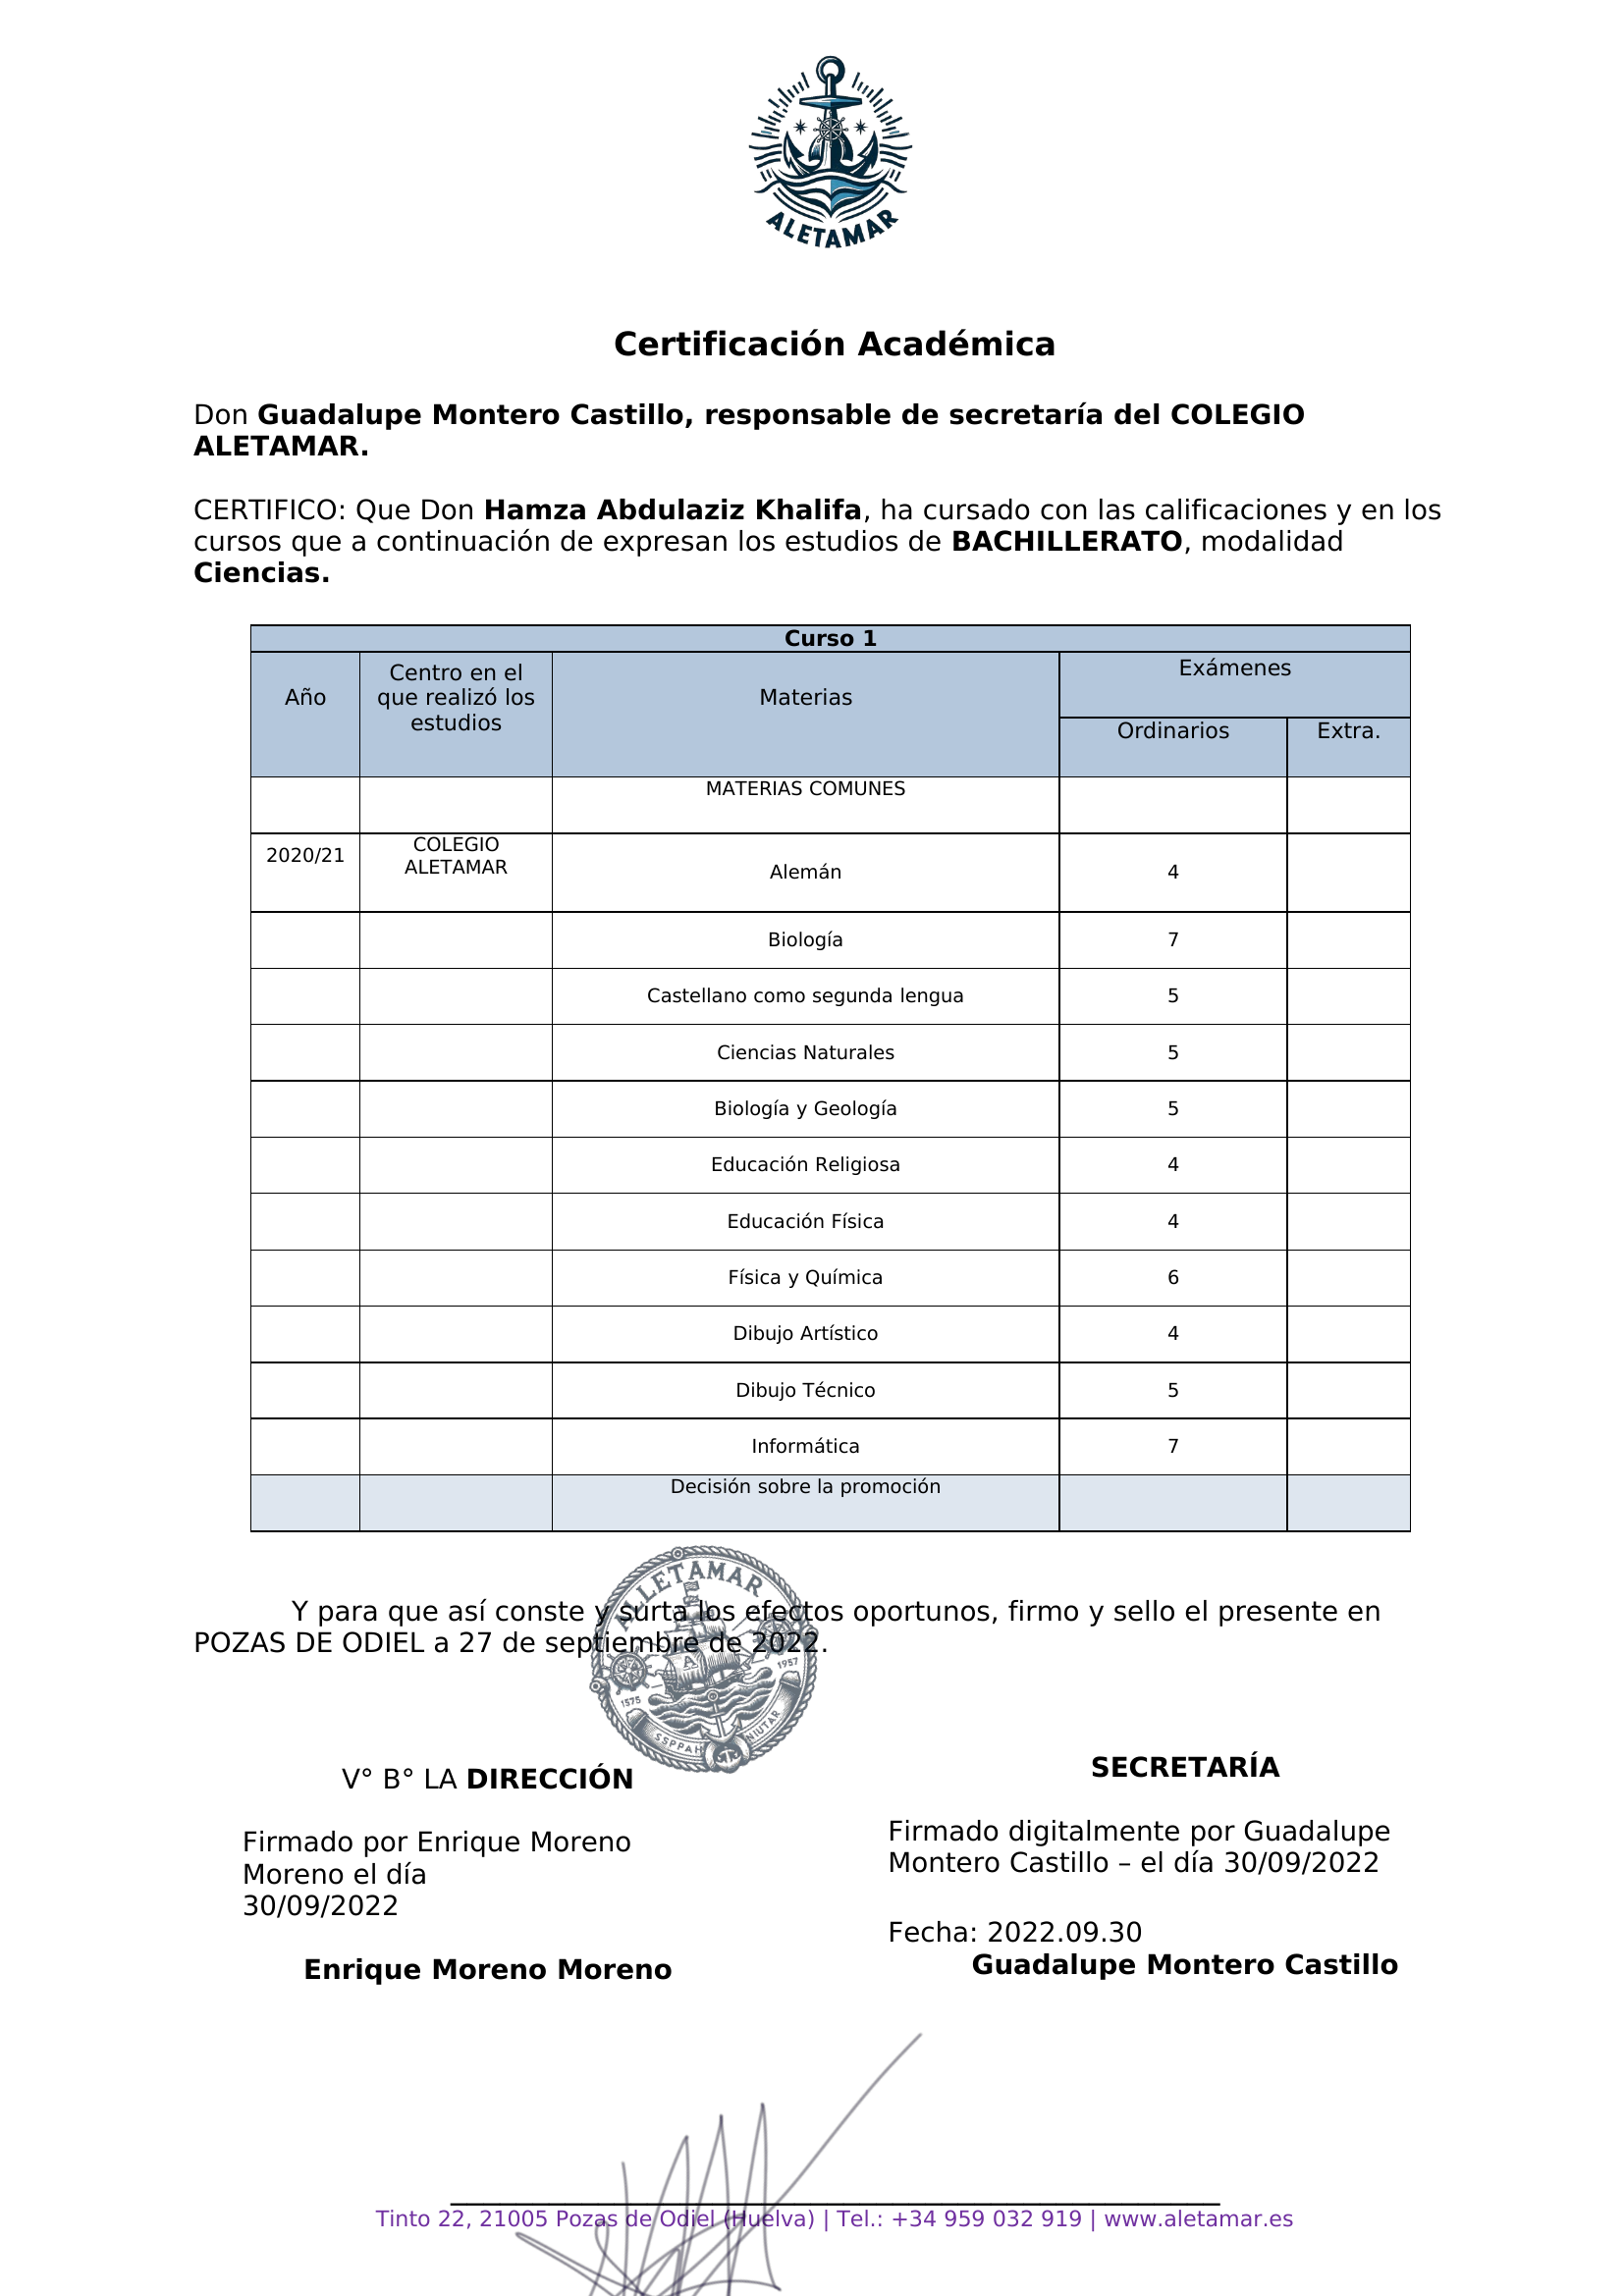 ALETAMAR
Certificación Académica
Don Guadalupe Montero Castillo, responsable de secretaría del COLEGIO
ALETAMAR.
CERTIFICO: Que Don Hamza Abdulaziz Khalifa, ha cursado con las calificaciones y en los
cursos que a continuación de expresan los estudios de BACHILLERATO, modalidad
Ciencias.
Curso 1
Año
Centro en el
que realizó los
estudios
Materias
Exámenes
Ordinarios
Extra.
MATERIAS COMUNES
2020/21
COLEGIO
ALETAMAR
Alemán 4
Biología 7
Castellano como segunda lengua 5
Ciencias Naturales 5
Biología y Geología 5
Educación Religiosa 4
Educación Física 4
Física y Química 6
Dibujo Artístico 4
Dibujo Técnico 5
Informática 7
Decisión sobre la promoción
ALLETAMAR
Y para que así conste y surta los efectos oportunos, firmo y sello el presente en
POZAS DE ODIEL a 27 de septiembre de 2022.
A
1575
1957
SSPPAH
NIUTAR
V° B° LA DIRECCIÓN
Firmado por Enrique Moreno
Moreno el día
30/09/2022
Enrique Moreno Moreno
SECRETARÍA
Firmado digitalmente por Guadalupe
Montero Castillo – el día 30/09/2022
Fecha: 2022.09.30
Guadalupe Montero Castillo
Tinto 22, 21005 Pozas de Odiel (Huelva) | Tel.: +34 959 032 919 | www.aletamar.es